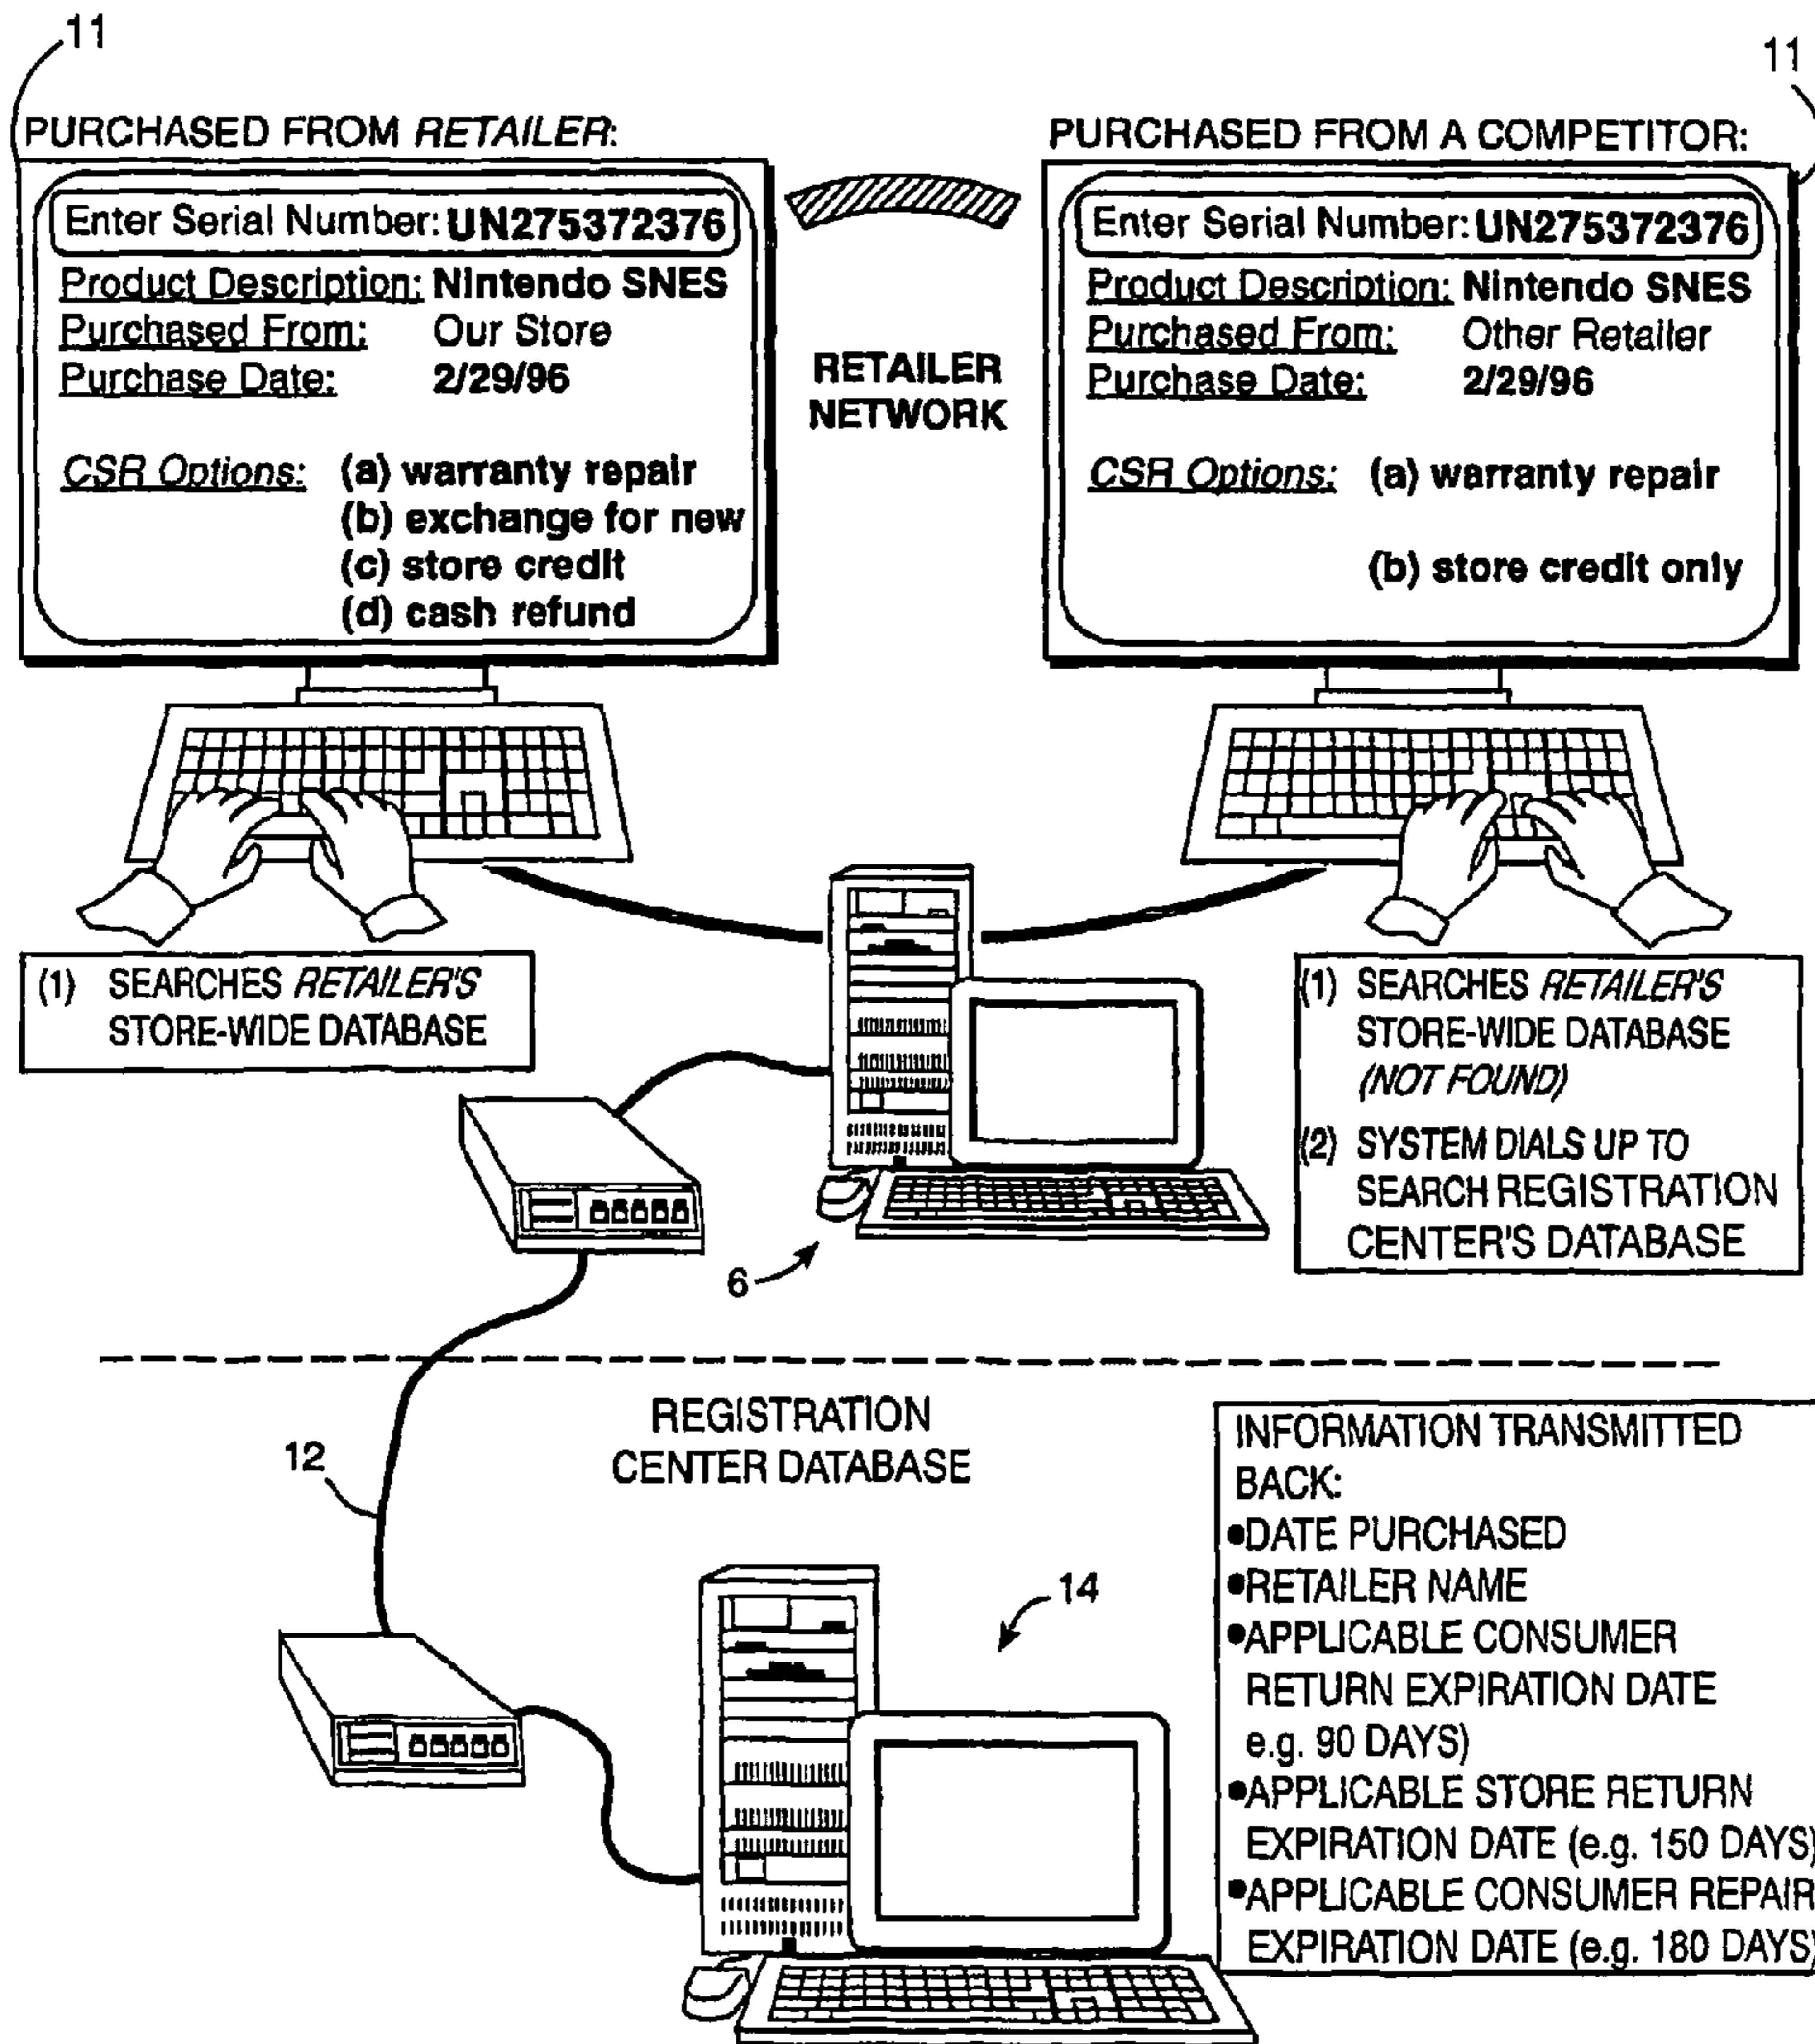 11
11
PURCHASED FROM RETAILER:
Enter Serial Number: UN275372376
Product Description: Nintendo SNES
Purchased From: Our Store
Purchase Date: 2/29/96
CSR Options: (a) warranty repair
(b) exchange for new
(c) store credit
(d) cash refund
RETAILER
NETWORK
PURCHASED FROM A COMPETITOR:
Enter Serial Number: UN275372376
Product Description: Nintendo SNES
Purchased From: Other Retailer
Purchase Date: 2/29/96
CSR Options: (a) warranty repair
(b) store credit only
(1) SEARCHES RETAILER'S
STORE-WIDE DATABASE
(1) SEARCHES RETAILER'S
STORE-WIDE DATABASE
(NOT FOUND)
(2) SYSTEM DIALS UP TO
SEARCH REGISTRATION
CENTER'S DATABASE
6
REGISTRATION
CENTER DATABASE
12
14
INFORMATION TRANSMITTED
BACK:
•DATE PURCHASED
•RETAILER NAME
•APPLICABLE CONSUMER
RETURN EXPIRATION DATE
e.g. 90 DAYS)
•APPLICABLE STORE RETURN
EXPIRATION DATE (e.g. 150 DAYS)
•APPLICABLE CONSUMER REPAIR
EXPIRATION DATE (e.g. 180 DAYS)